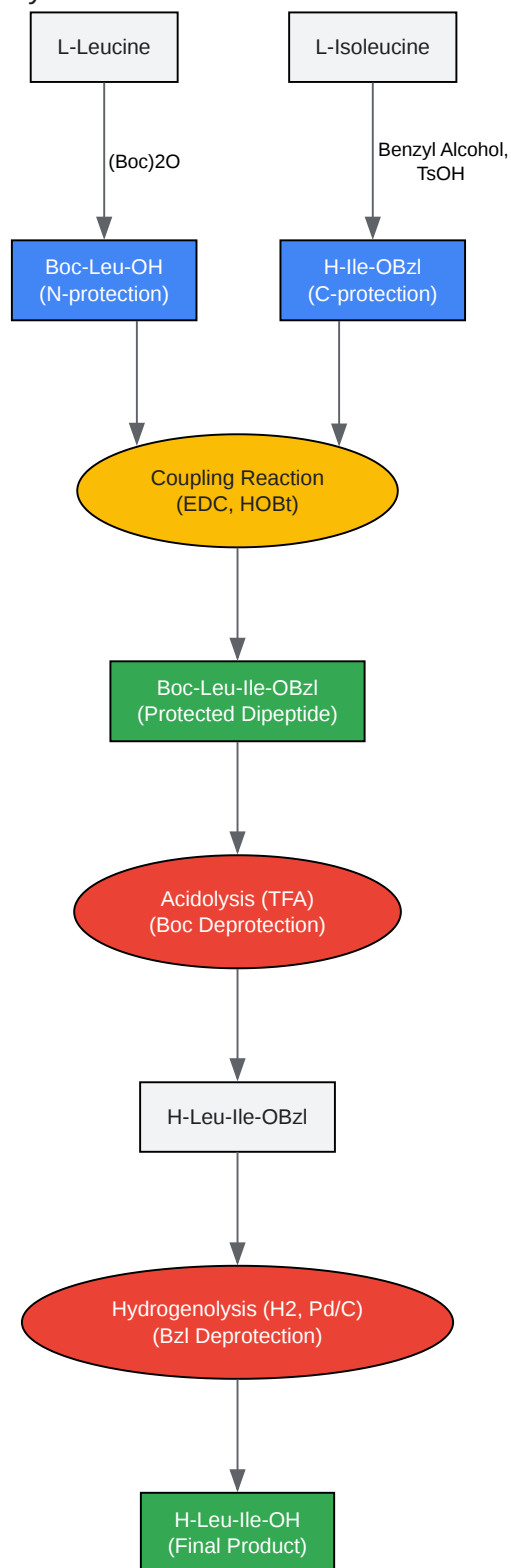 L-Leucine
L-Isoleucine
(Boc)2O
Benzyl Alcohol,
TsOH
Boc-Leu-OH
(N-protection)
H-Ile-OBzl
(C-protection)
Coupling Reaction
(EDC, HOBt)
Boc-Leu-Ile-OBzl
(Protected Dipeptide)
Acidolysis (TFA)
(Boc Deprotection)
H-Leu-Ile-OBzl
Hydrogenolysis (H2, Pd/C)
(Bzl Deprotection)
H-Leu-Ile-OH
(Final Product)